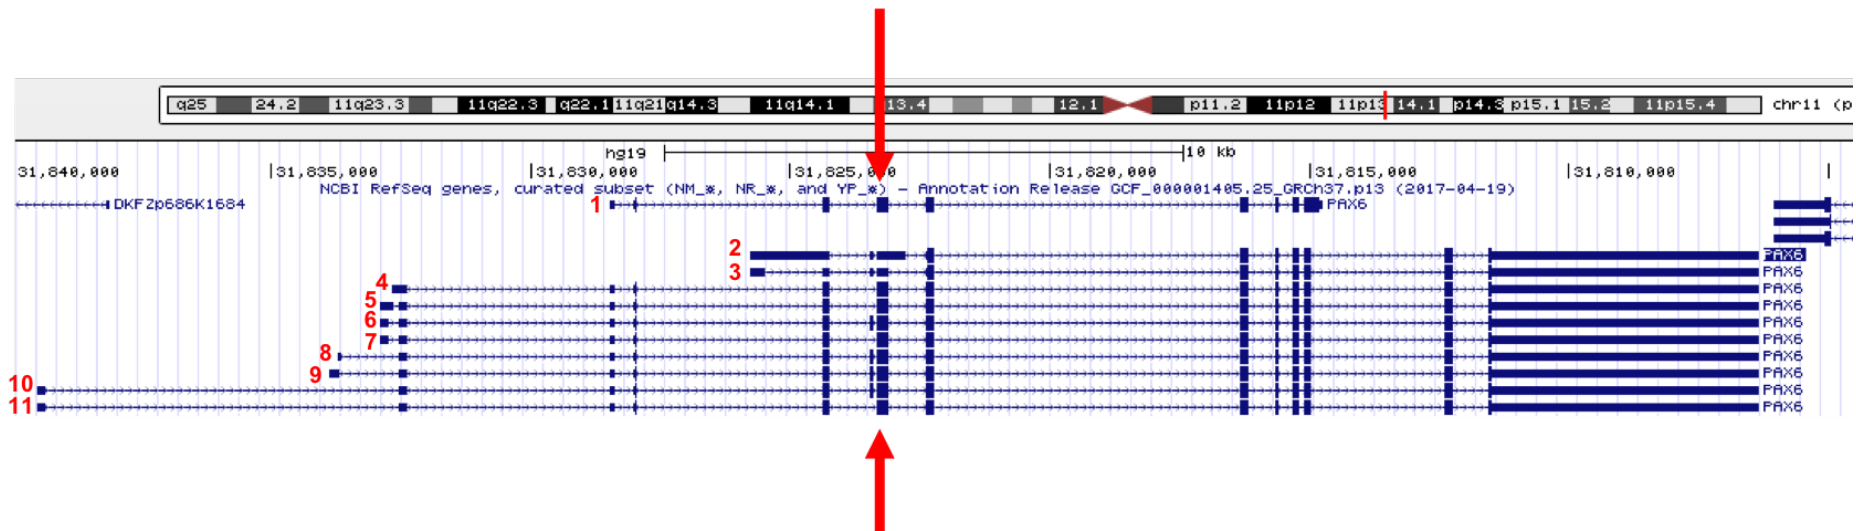 q25 24.2 11q23.3 11q22.3 q22.1 11q21 q14.3 11q14.1 q13.4 12.1 p11.2 11p12 11p13 14.1 p14.3 p15.1 15.2 11p15.4 chr11 (p
hg19 10 kb
31,840,000 |31,835,000 |31,830,000 |31,825,000 |31,820,000 |31,815,000 |31,810,000 |
NCBI RefSeq genes, curated subset (NM_*, NR_*, and YP_*) - Annotation Release GCF_000001405.25_GRCh37.p13 (2017-04-19)
DKFZp686K1684 1 PAX6
2 PAX6
3 PAX6
4 PAX6
5 PAX6
6 PAX6
7 PAX6
8 PAX6
9 PAX6
10 PAX6
11 PAX6